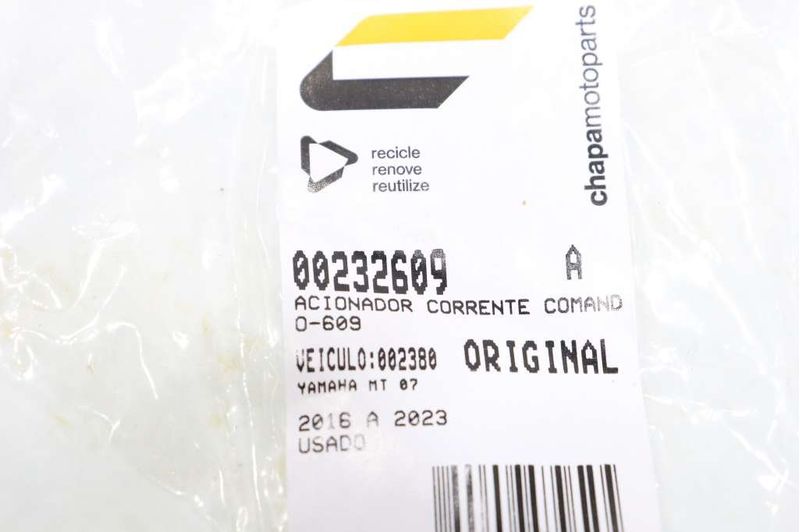 chapamotoparts
recicle
renove
reutilize
00232609 A
ACIONADOR CORRENTE COMAND
O-609
VEICULO:002380 ORIGINAL
YAMAHA MT 07
2016 A 2023
USADO